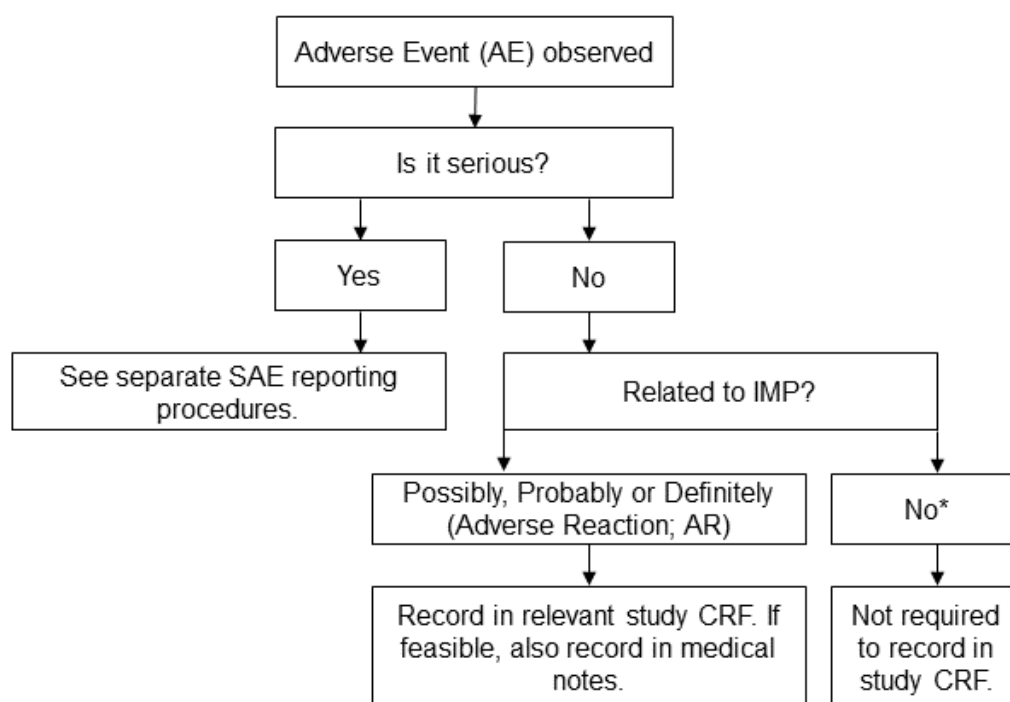 Adverse Event (AE) observed
Is it serious?
Yes
No
See separate SAE reporting
procedures.
Related to IMP?
Possibly, Probably or Definitely
(Adverse Reaction; AR)
No*
Record in relevant study CRF. If
feasible, also record in medical
notes.
Not required
to record in
study CRF.